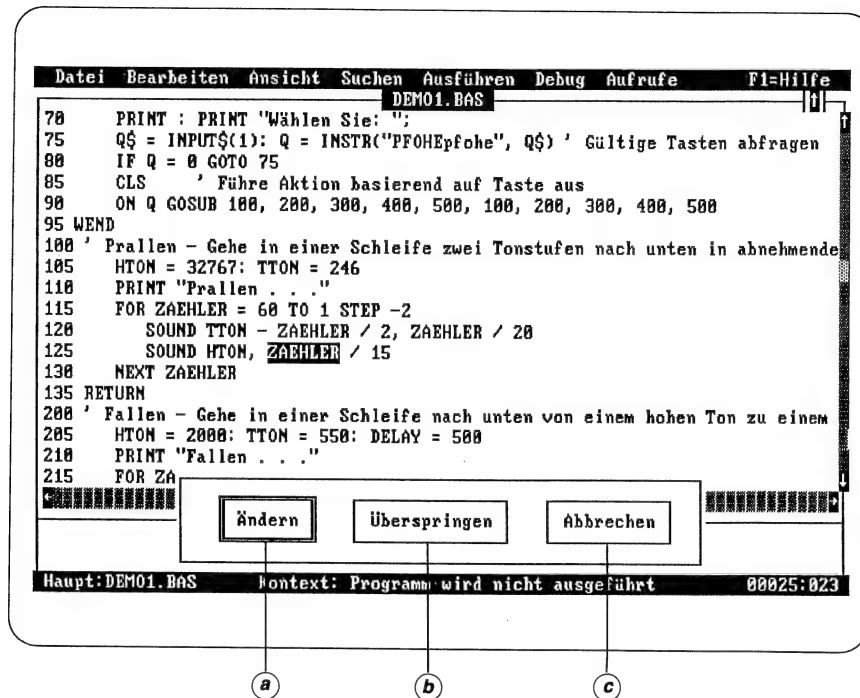 Datei Bearbeiten Ansicht Suchen Ausführen Debug Aufrufe F1=Hilfe
DEMO1.BAS
70 PRINT : PRINT "Wählen Sie: ";
75 Q$ = INPUT$(1): Q = INSTR("PFOHEpfohe", Q$) ' Gültige Tasten abfragen
80 IF Q = 0 GOTO 75
85 CLS ' Führe Aktion basierend auf Taste aus
90 ON Q GOSUB 100, 200, 300, 400, 500, 100, 200, 300, 400, 500
95 WEND
100 ' Prallen - Gehe in einer Schleife zwei Tonstufen nach unten in abnehmende
105 HTON = 32767: TTON = 246
110 PRINT "Prallen . . ."
115 FOR ZAEHLER = 60 TO 1 STEP -2
120 SOUND TTON - ZAEHLER / 2, ZAEHLER / 20
125 SOUND HTON, ZAEHLER / 15
130 NEXT ZAEHLER
135 RETURN
200 ' Fallen - Gehe in einer Schleife nach unten von einem hohen Ton zu einem
205 HTON = 2000: TTON = 550: DELAY = 500
210 PRINT "Fallen . . ."
215 FOR ZA
Ändern Überspringen Abbrechen
Haupt:DEMO1.BAS Kontext: Programm wird nicht ausgeführt 00025:023
a b c